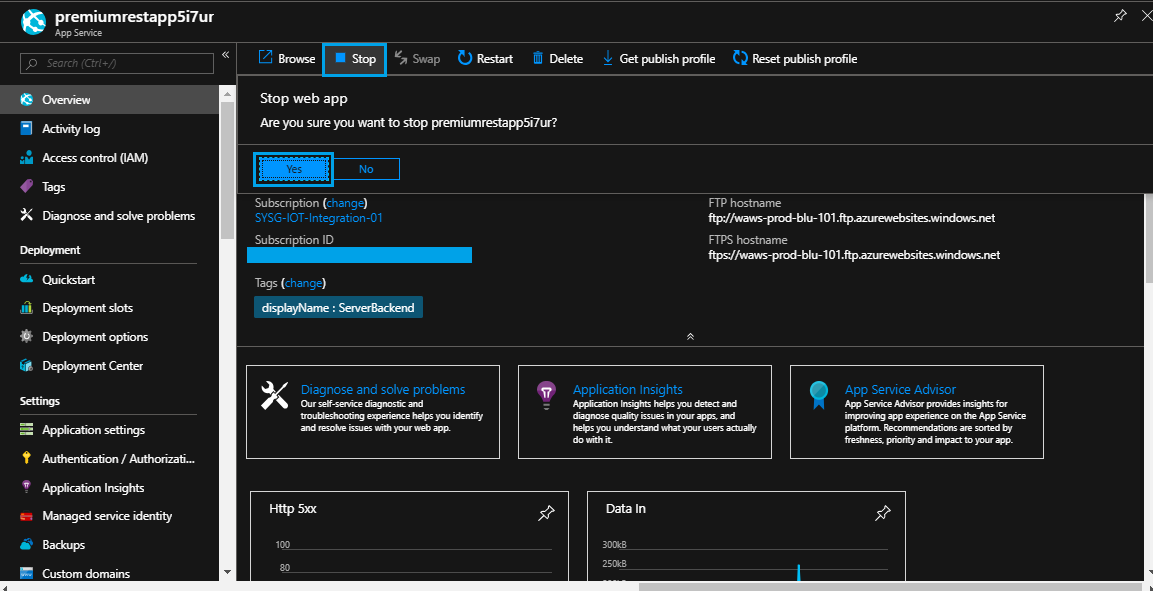 premiumrestapp5i7ur
App Service
Search (Ctrl+/)
Overview
Activity log
Access control (IAM)
Tags
Diagnose and solve problems
Deployment
Quickstart
Deployment slots
Deployment options
Deployment Center
Settings
Application settings
Authentication / Authorizati...
Application Insights
Managed service identity
Backups
Custom domains
Browse
Stop
Swap
Restart
Delete
Get publish profile
Reset publish profile
Stop web app
Are you sure you want to stop premiumrestapp5i7ur?
Yes
No
Subscription (change)
SYSG-IOT-Integration-01
Subscription ID
Tags (change)
displayName : ServerBackend
FTP hostname
ftp://waws-prod-blu-101.ftp.azurewebsites.windows.net
FTPS hostname
ftps://waws-prod-blu-101.ftp.azurewebsites.windows.net
Diagnose and solve problems
Our self-service diagnostic and
troubleshooting experience helps you identify
and resolve issues with your web app.
Application Insights
Application Insights helps you detect and
diagnose quality issues in your apps, and
helps you understand what your users actually
do with it.
App Service Advisor
App Service Advisor provides insights for
improving app experience on the App Service
platform. Recommendations are sorted by
freshness, priority and impact to your app.
Http 5xx
100
80
Data In
300kB
250kB